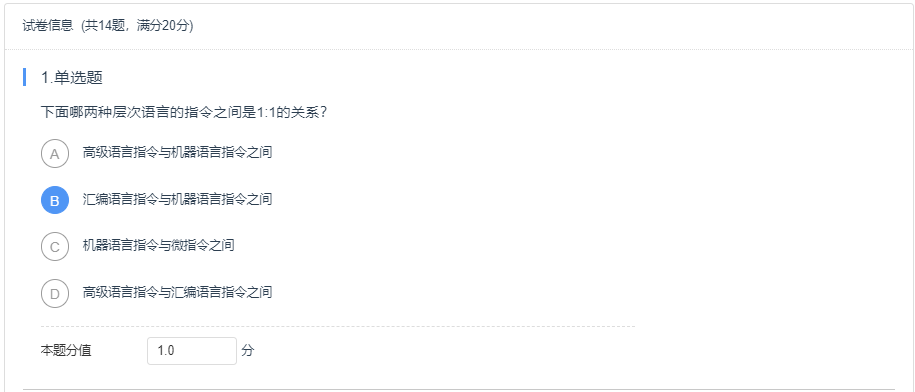 试卷信息 (共14题，满分20分)
1.单选题
下面哪两种层次语言的指令之间是1:1的关系？
A 高级语言指令与机器语言指令之间
B 汇编语言指令与机器语言指令之间
C 机器语言指令与微指令之间
D 高级语言指令与汇编语言指令之间
本题分值 1.0 分